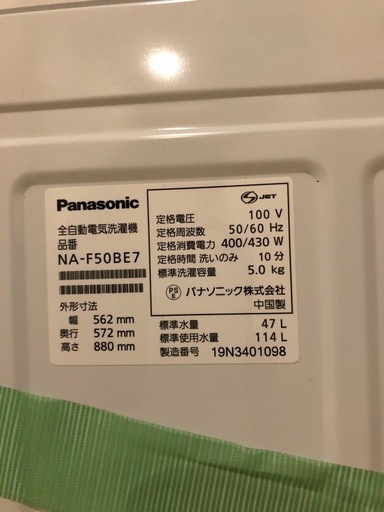 Panasonic
全自動電気洗濯機
品番
NA-F50BE7
外形寸法
幅 562 mm
奥行 572 mm
高さ 880 mm
S JET
定格電圧 100 V
定格周波数 50/60 Hz
定格消費電力 400/430 W
定格時間 洗いのみ 10分
標準洗濯容量 5.0 kg
PS E パナソニック株式会社
中国製
標準水量 47 L
標準使用水量 114 L
製造番号 19N3401098